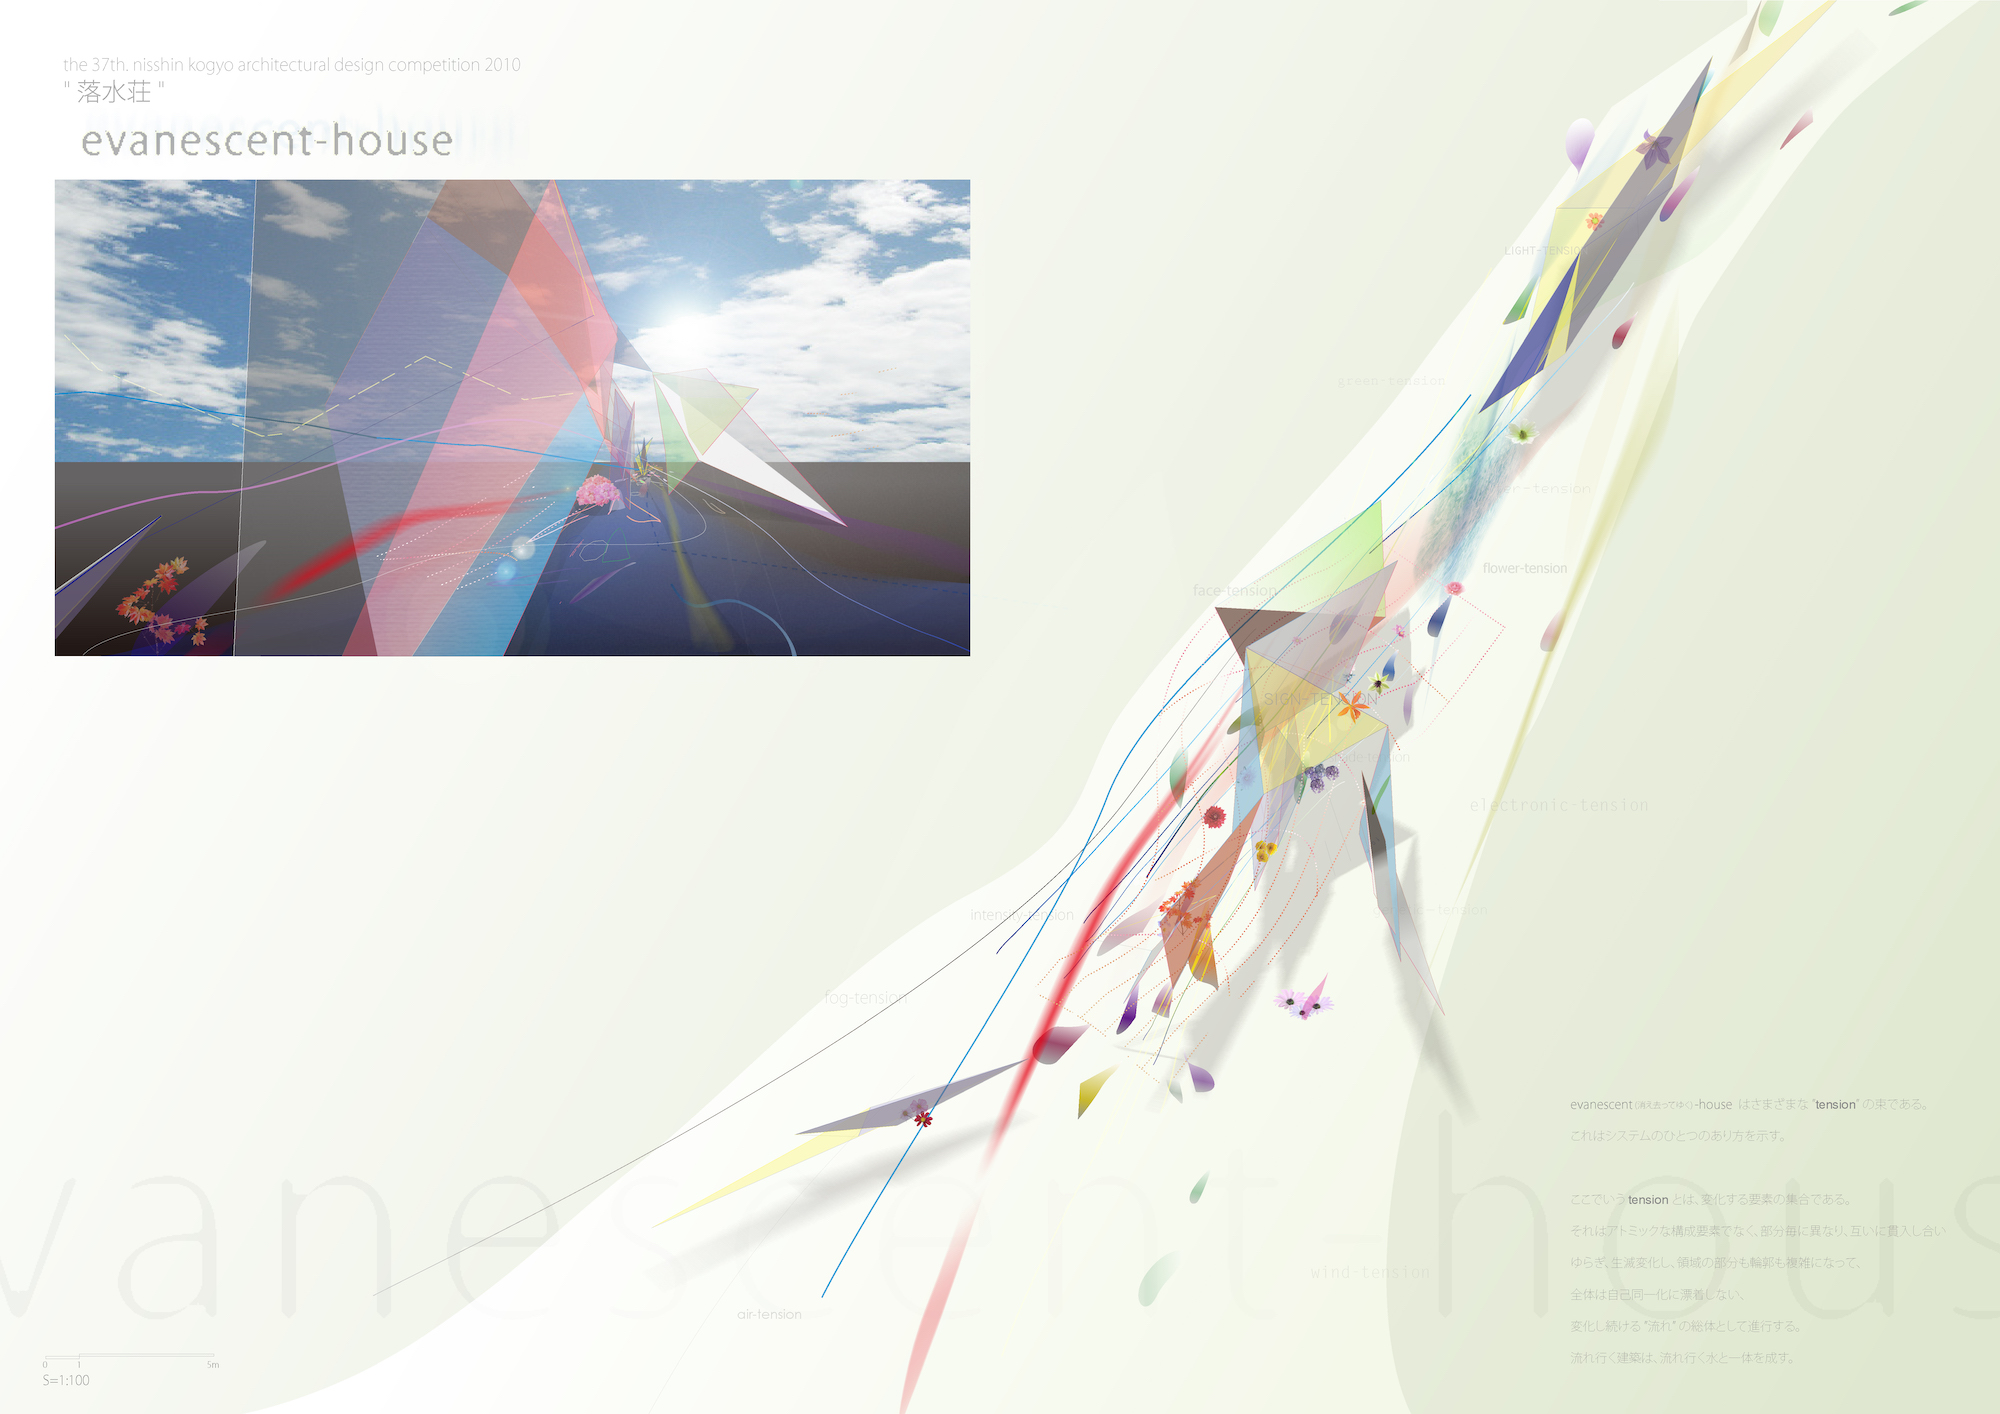 the 37th. nisshin kogyo architectural design competition 2010
" 落水荘 "
evanescent-house
LIGHT-TENSION
green-tension
er-tension
flower-tension
face-tension
SIGN-TENSION
de-tension
electronic-tension
-tension
intensity-tension
fog-tension
wind-tension
air-tension
vanescent-hous
evanescent(消え去ってゆく)-house はさまざまな "tension" の束である。
これはシステムのひとつのあり方を示す。
ここでいう tension とは、変化する要素の集合である。
それはアトミックな構成要素でなく、部分毎に異なり、互いに貫入し合い
ゆらぎ、生滅変化し、領域の部分も輪郭も複雑になって、
全体は自己同一化に漂着しない、
変化し続ける "流れ" の総体として進行する。
流れ行く建築は、流れ行く水と一体を成す。
0 1 5m
S=1:100